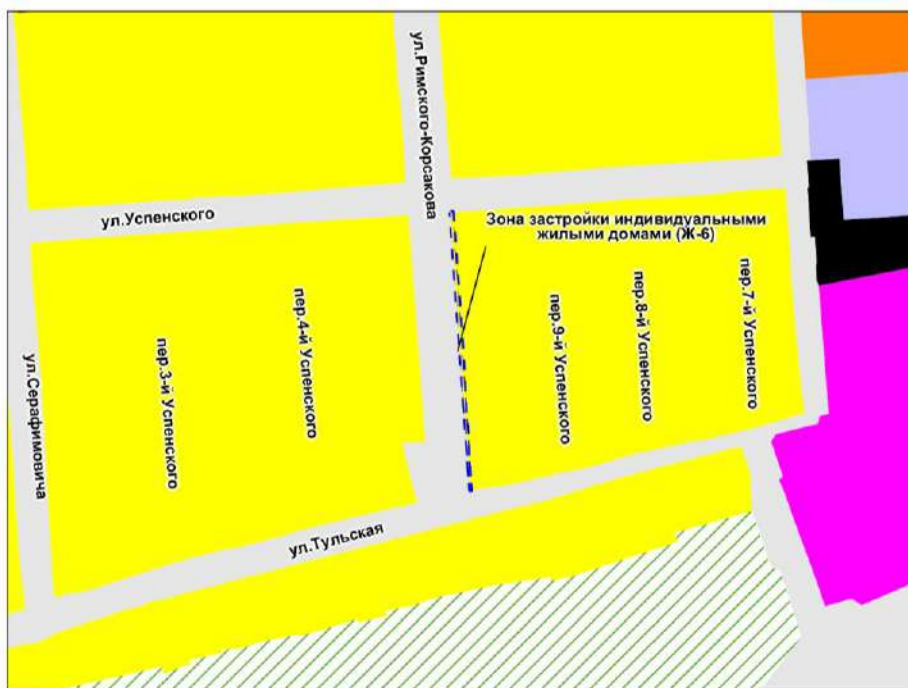 ул.Римского-Корсакова
ул.Успенского
Зона застройки индивидуальными
жилыми домами (Ж-6)
ул.Серафимовича
пер.3-й Успенского
пер.4-й Успенского
пер.9-й Успенского
пер.8-й Успенского
пер.7-й Успенского
ул.Тульская